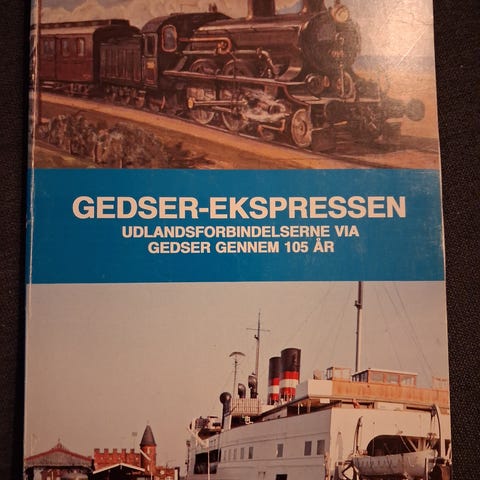 GEDSER-EKSPRESSEN
UDLANDSFORBINDELSERNE VIA
GEDSER GENNEM 105 ÅR